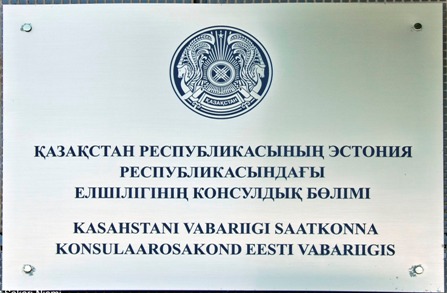 ҚАЗАҚСТАН
ҚАЗАҚСТАН РЕСПУБЛИКАСЫНЫҢ ЭСТОНИЯ
РЕСПУБЛИКАСЫНДАҒЫ
ЕЛШІЛІГІНІҢ КОНСУЛДЫҚ БӨЛІМІ
KASAHSTANI VABARIIGI SAATKONNA
KONSULAAROSAKOND EESTI VABARIIGIS